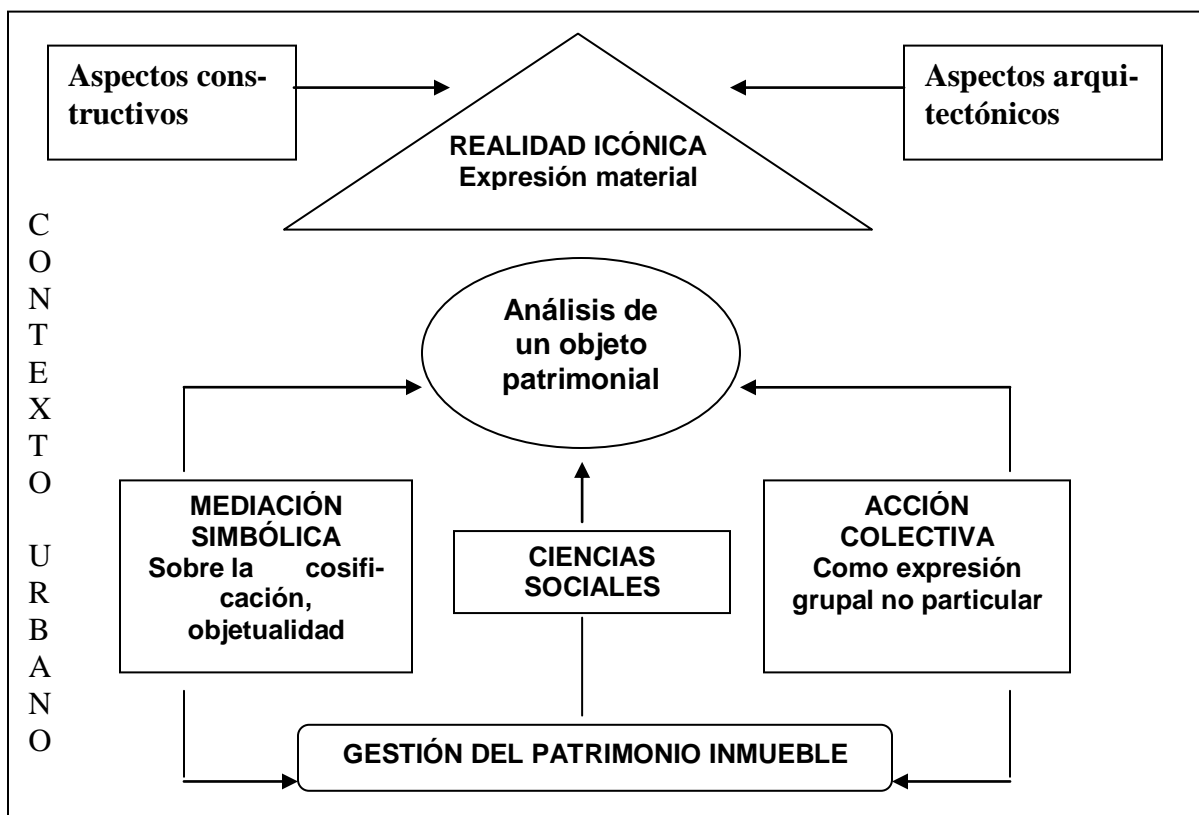 Aspectos cons-
tructivos
Aspectos arqui-
tectónicos
REALIDAD ICÓNICA
Expresión material
C
O
N
T
E
X
T
O
U
R
B
A
N
O
Análisis de
un objeto
patrimonial
MEDIACIÓN
SIMBÓLICA
Sobre la cosifi-
cación,
objetualidad
CIENCIAS
SOCIALES
ACCIÓN
COLECTIVA
Como expresión
grupal no particular
GESTIÓN DEL PATRIMONIO INMUEBLE